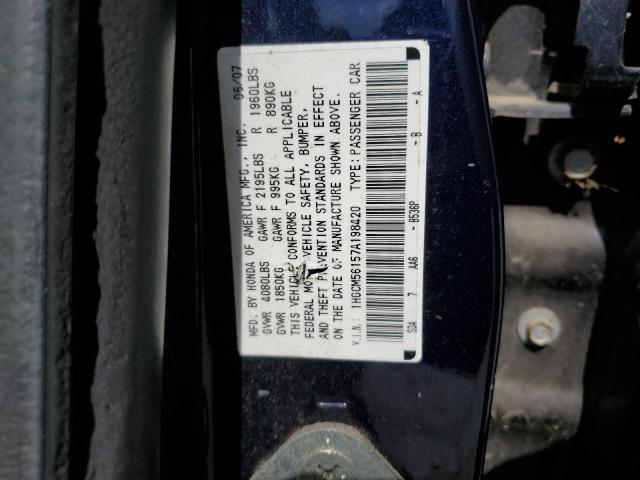 MFD. BY HONDA OF AMERICA MFG., INC. 06/07
GVWR 4080LBS GAWR F 2195LBS R 1960LBS
GVWR 1850KG GAWR F 995KG R 890KG
THIS VEHICLE CONFORMS TO ALL APPLICABLE
FEDERAL MOTOR VEHICLE SAFETY, BUMPER,
AND THEFT PREVENTION STANDARDS IN EFFECT
ON THE DATE OF MANUFACTURE SHOWN ABOVE.
V.I.N.: 1HGCM56157A198420 TYPE: PASSENGER CAR
SDA 7 AA6 - B536P - B - A